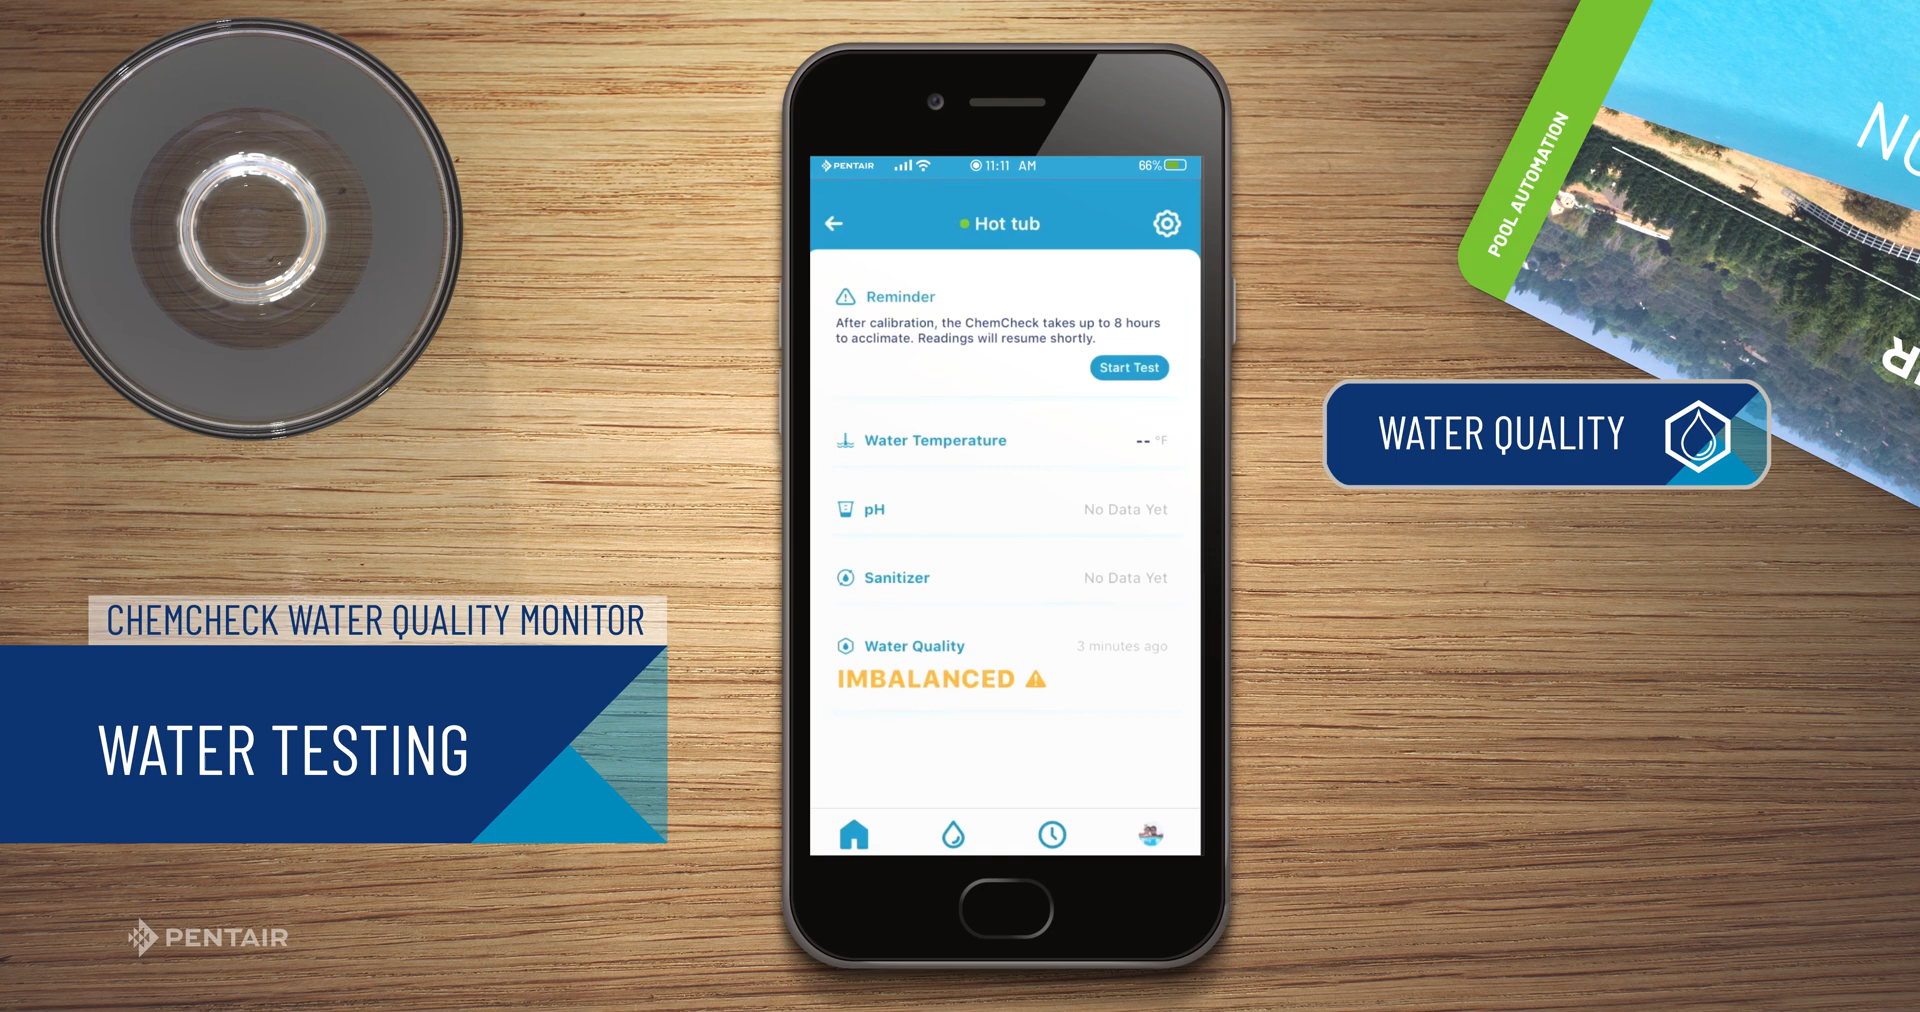 PENTAIR
11:11 AM
66%
Hot tub
Reminder
After calibration, the ChemCheck takes up to 8 hours
to acclimate. Readings will resume shortly.
Start Test
Water Temperature
-- °F
pH
No Data Yet
Sanitizer
No Data Yet
Water Quality
3 minutes ago
IMBALANCED
POOL AUTOMATION
WATER QUALITY
CHEMCHECK WATER QUALITY MONITOR
WATER TESTING
PENTAIR